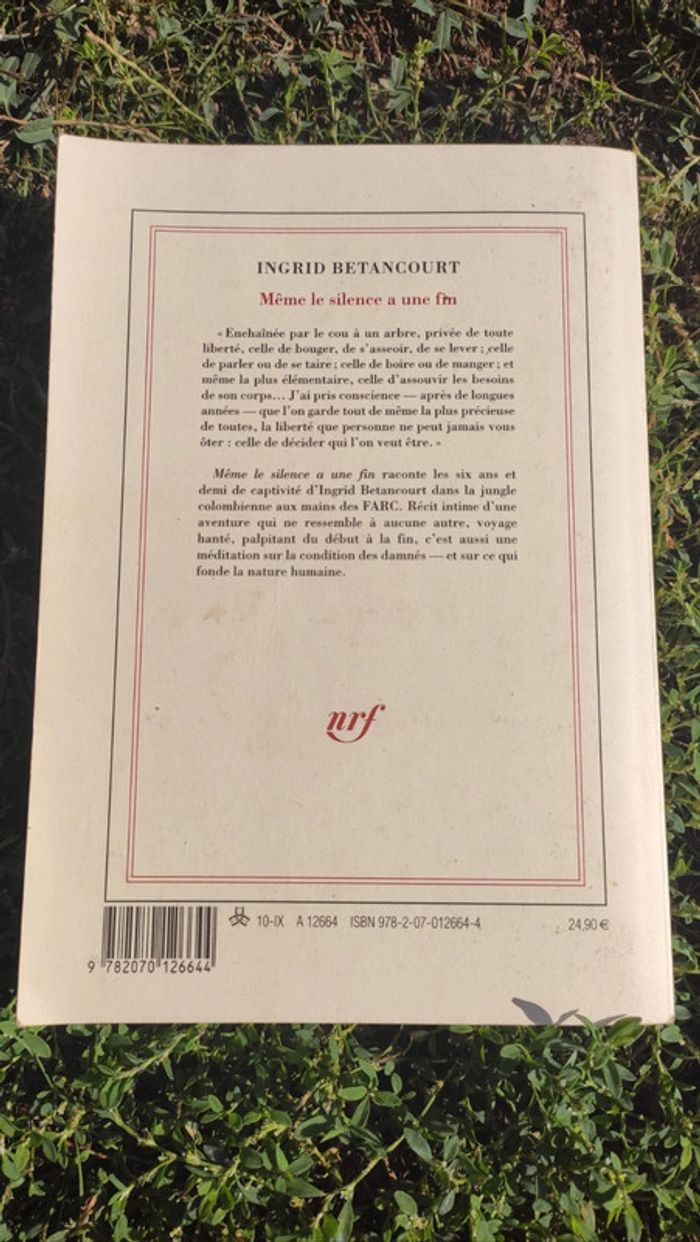 INGRID BETANCOURT
Même le silence a une fin
« Enchaînée par le cou à un arbre, privée de toute
liberté, celle de bouger, de s'asseoir, de se lever ; celle
de parler ou de se taire ; celle de boire ou de manger ; et
même la plus élémentaire, celle d'assouvir les besoins
de son corps... J'ai pris conscience — après de longues
années — que l'on garde tout de même la plus précieuse
de toutes, la liberté que personne ne peut jamais vous
ôter : celle de décider qui l'on veut être. »
Même le silence a une fin raconte les six ans et
demi de captivité d'Ingrid Betancourt dans la jungle
colombienne aux mains des FARC. Récit intime d'une
aventure qui ne ressemble à aucune autre, voyage
hanté, palpitant du début à la fin, c'est aussi une
méditation sur la condition des damnés — et sur ce qui
fonde la nature humaine.
nrf
10-IX A 12664 ISBN 978-2-07-012664-4 24,90 €
9 782070 126644